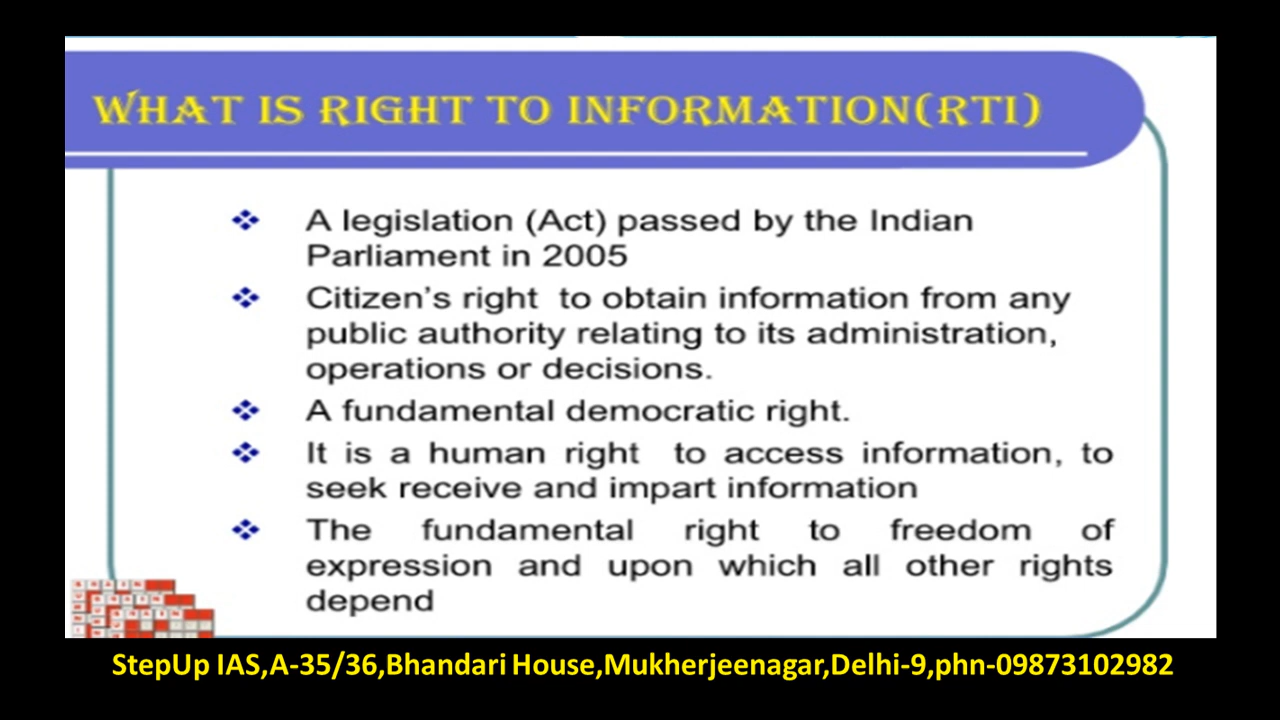 WHAT IS RIGHT TO INFORMATION(RTI)
A legislation (Act) passed by the Indian
Parliament in 2005
Citizen's right to obtain information from any
public authority relating to its administration,
operations or decisions.
A fundamental democratic right.
It is a human right to access information, to
seek receive and impart information
The fundamental right to freedom of
expression and upon which all other rights
depend
StepUp IAS,A-35/36,Bhandari House,Mukherjeenagar,Delhi-9,phn-09873102982